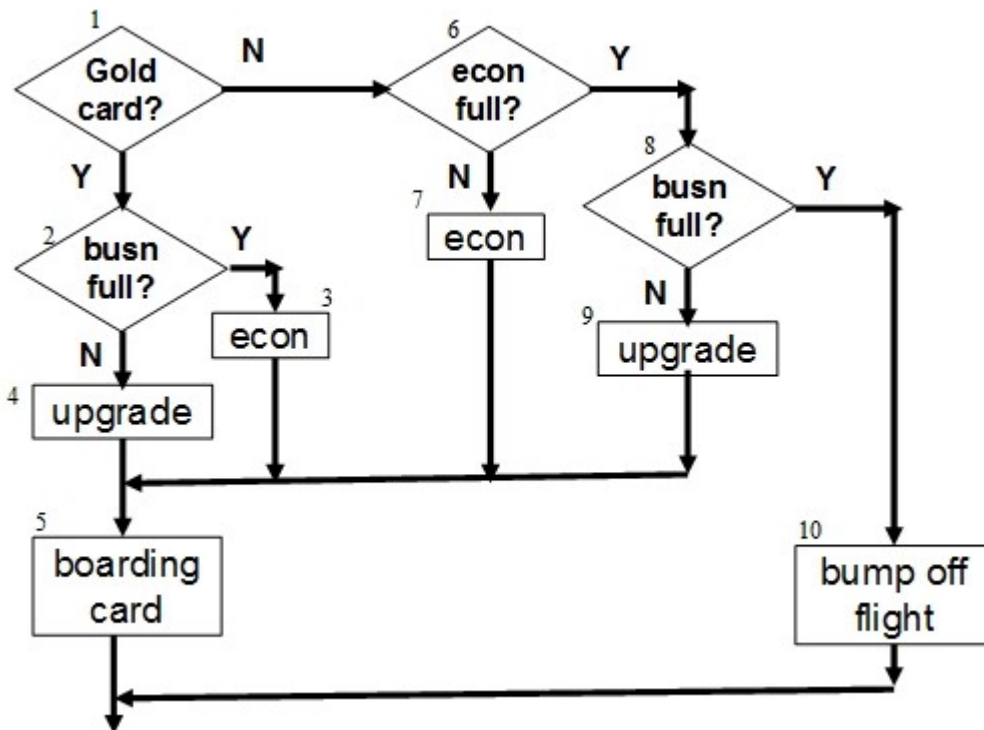 1
Gold
card?
N
6
econ
full?
Y
8
busn
full?
Y
Y
2
busn
full?
Y
3
econ
N
7
econ
N
4
upgrade
N
9
upgrade
5
boarding
card
10
bump off
flight